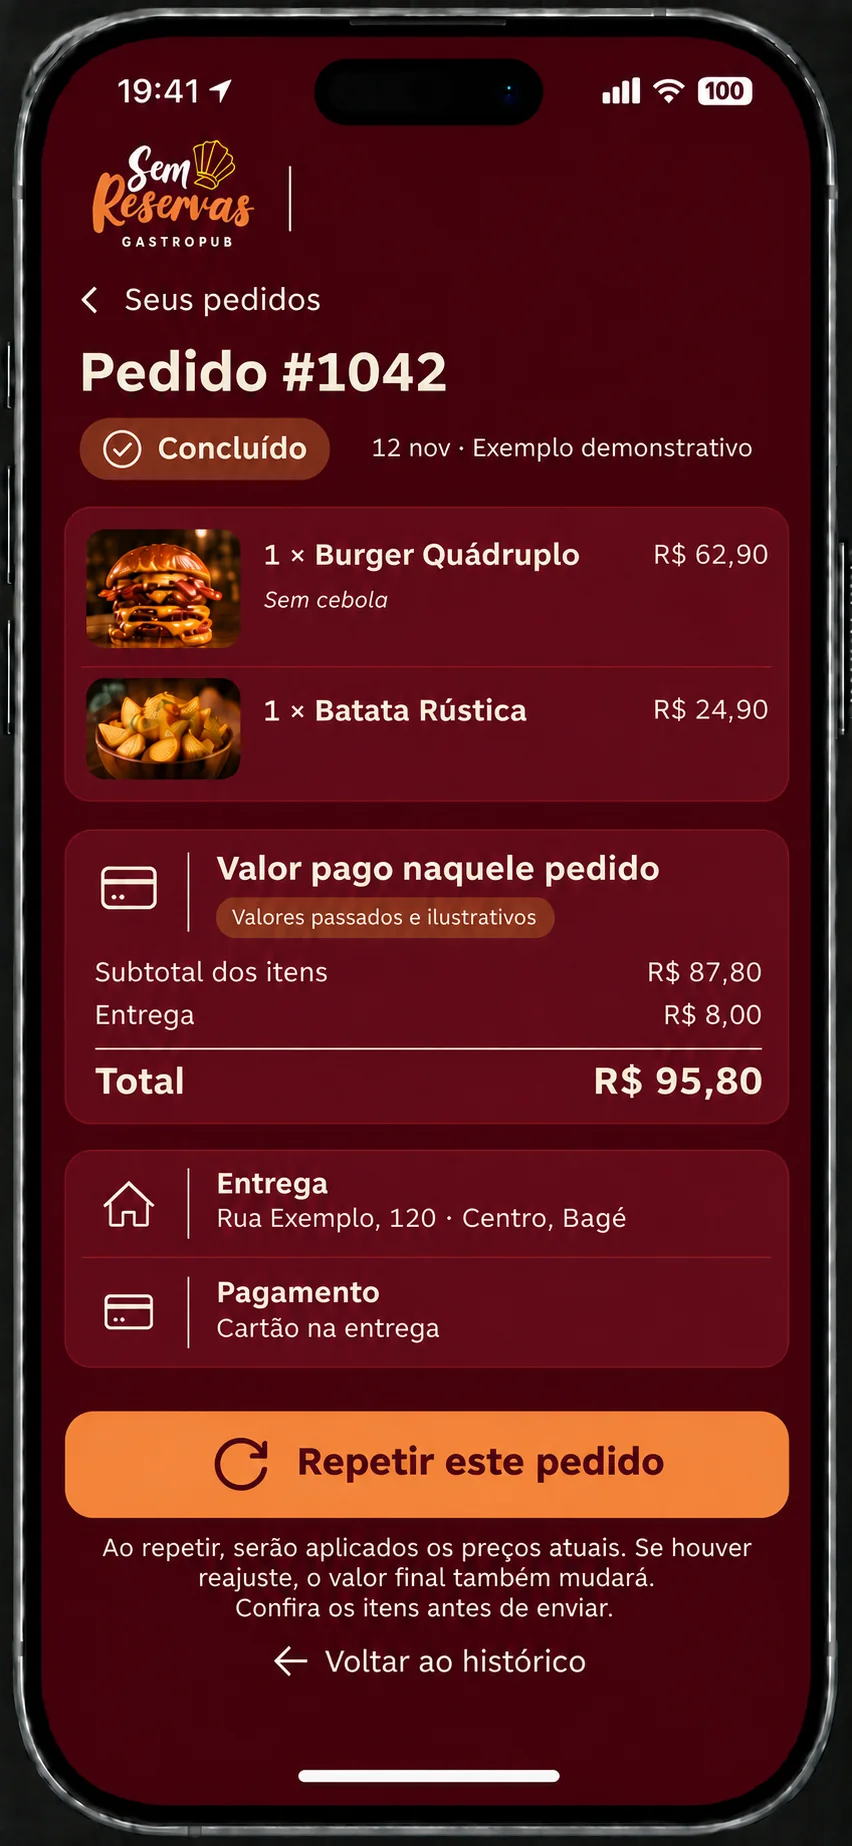 19:41
100
Sem
Reservas
GASTROPUB
Seus pedidos
Pedido #1042
Concluído
12 nov · Exemplo demonstrativo
1 × Burger Quádruplo R$ 62,90
Sem cebola
1 × Batata Rústica R$ 24,90
Valor pago naquele pedido
Valores passados e ilustrativos
Subtotal dos itens R$ 87,80
Entrega R$ 8,00
Total R$ 95,80
Entrega
Rua Exemplo, 120 · Centro, Bagé
Pagamento
Cartão na entrega
Repetir este pedido
Ao repetir, serão aplicados os preços atuais. Se houver
reajuste, o valor final também mudará.
Confira os itens antes de enviar.
Voltar ao histórico